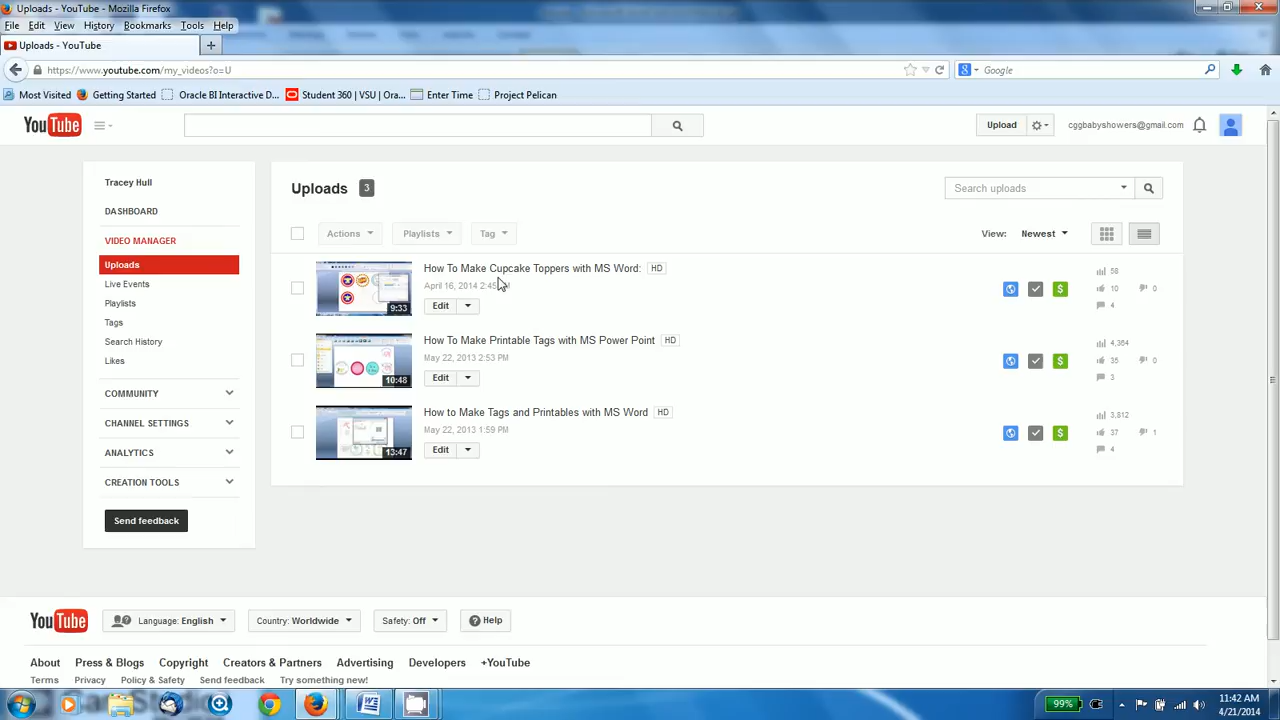 Uploads - YouTube - Mozilla Firefox
File Edit View History Bookmarks Tools Help
Uploads - YouTube +
https://www.youtube.com/my_videos?o=U
Google
Most Visited Getting Started Oracle BI Interactive D... Student 360 | VSU | Ora... Enter Time Project Pelican
YouTube
Upload
cggbabyshowers@gmail.com
Tracey Hull
DASHBOARD
VIDEO MANAGER
Uploads
Live Events
Playlists
Tags
Search History
Likes
COMMUNITY
CHANNEL SETTINGS
ANALYTICS
CREATION TOOLS
Send feedback
Uploads 3
Search uploads
Actions Playlists Tag
View: Newest
How To Make Cupcake Toppers with MS Word: HD
April 16, 2014 2:45
9:33
Edit
58
10 0
4
How To Make Printable Tags with MS Power Point HD
May 22, 2013 2:53 PM
10:48
Edit
4,354
35 0
3
How to Make Tags and Printables with MS Word HD
May 22, 2013 1:59 PM
13:47
Edit
3,812
37 1
4
YouTube
Language: English
Country: Worldwide
Safety: Off
Help
About Press & Blogs Copyright Creators & Partners Advertising Developers +YouTube
Terms Privacy Policy & Safety Send feedback Try something new!
99%
11:42 AM
4/21/2014